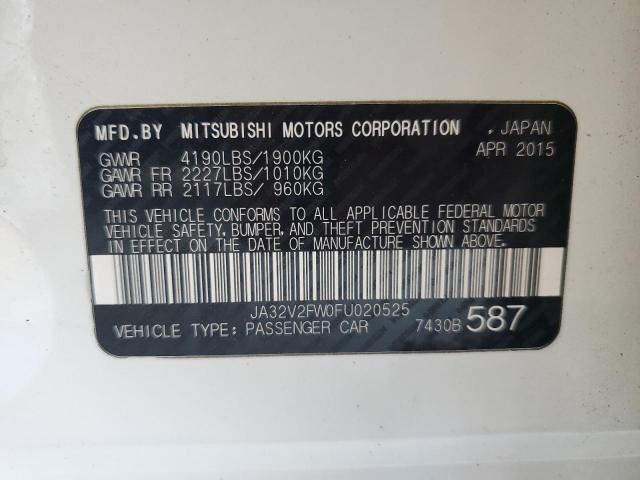 MFD.BY MITSUBISHI MOTORS CORPORATION . JAPAN
GVWR 4190LBS/1900KG APR 2015
GAWR FR 2227LBS/1010KG
GAWR RR 2117LBS/ 960KG
THIS VEHICLE CONFORMS TO ALL APPLICABLE FEDERAL MOTOR
VEHICLE SAFETY, BUMPER, AND THEFT PREVENTION STANDARDS
IN EFFECT ON THE DATE OF MANUFACTURE SHOWN ABOVE.
JA32V2FW0FU020525
VEHICLE TYPE: PASSENGER CAR 7430B 587